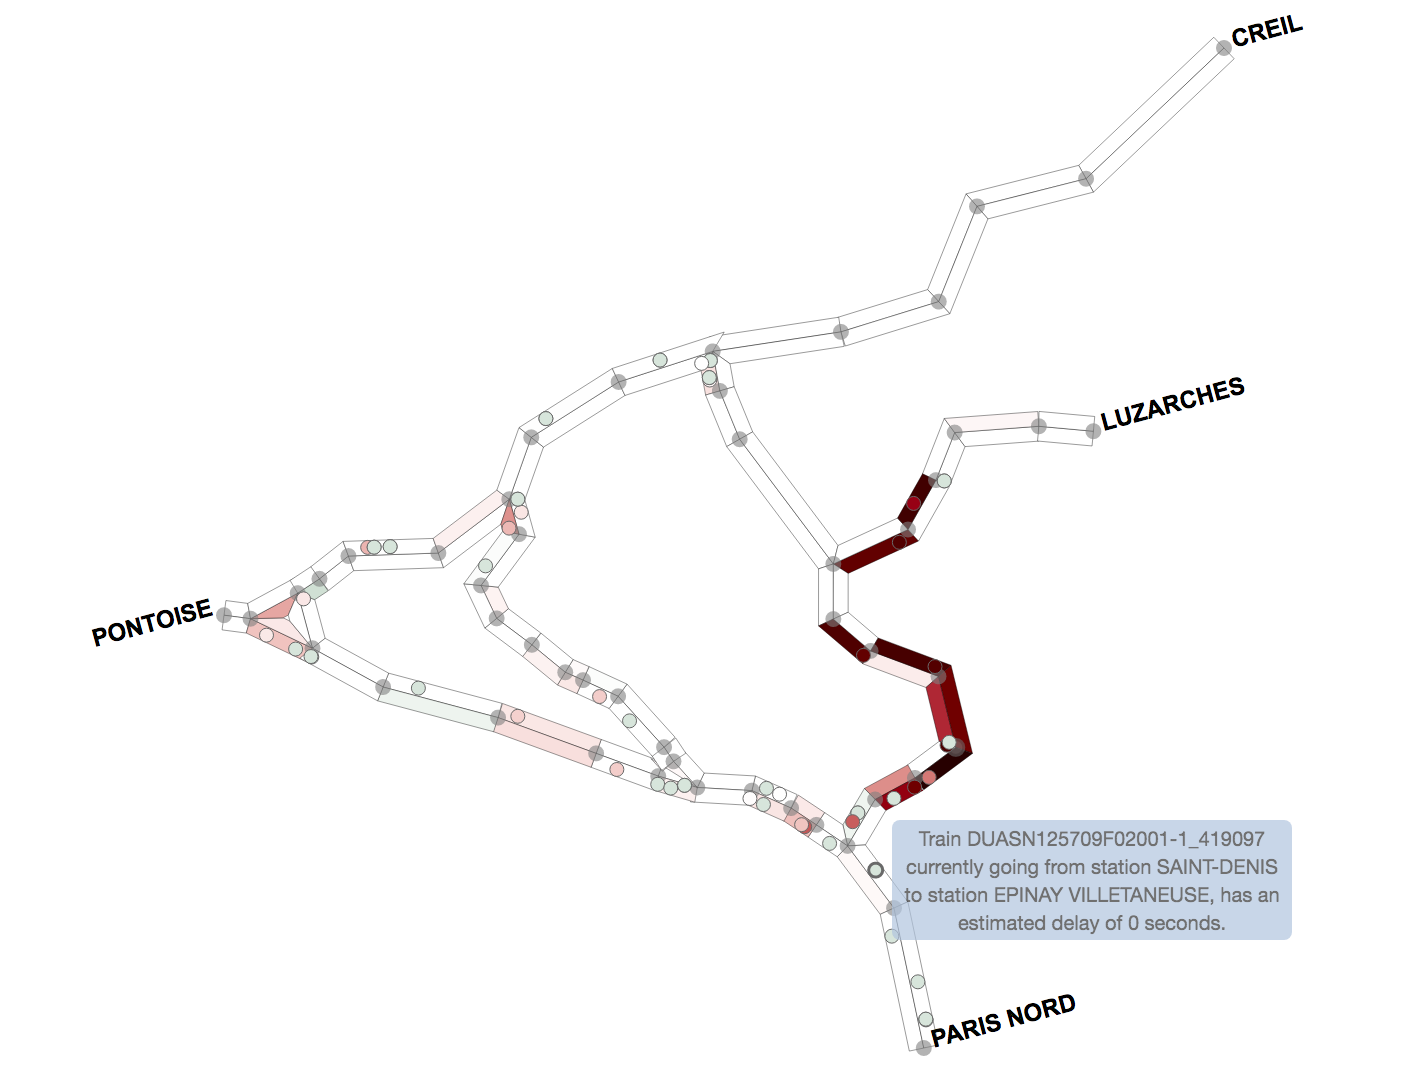 CREIL
LUZARCHES
PONTOISE
Train DUASN125709F02001-1_419097
currently going from station SAINT-DENIS
to station EPINAY VILLETANEUSE, has an
estimated delay of 0 seconds.
PARIS NORD